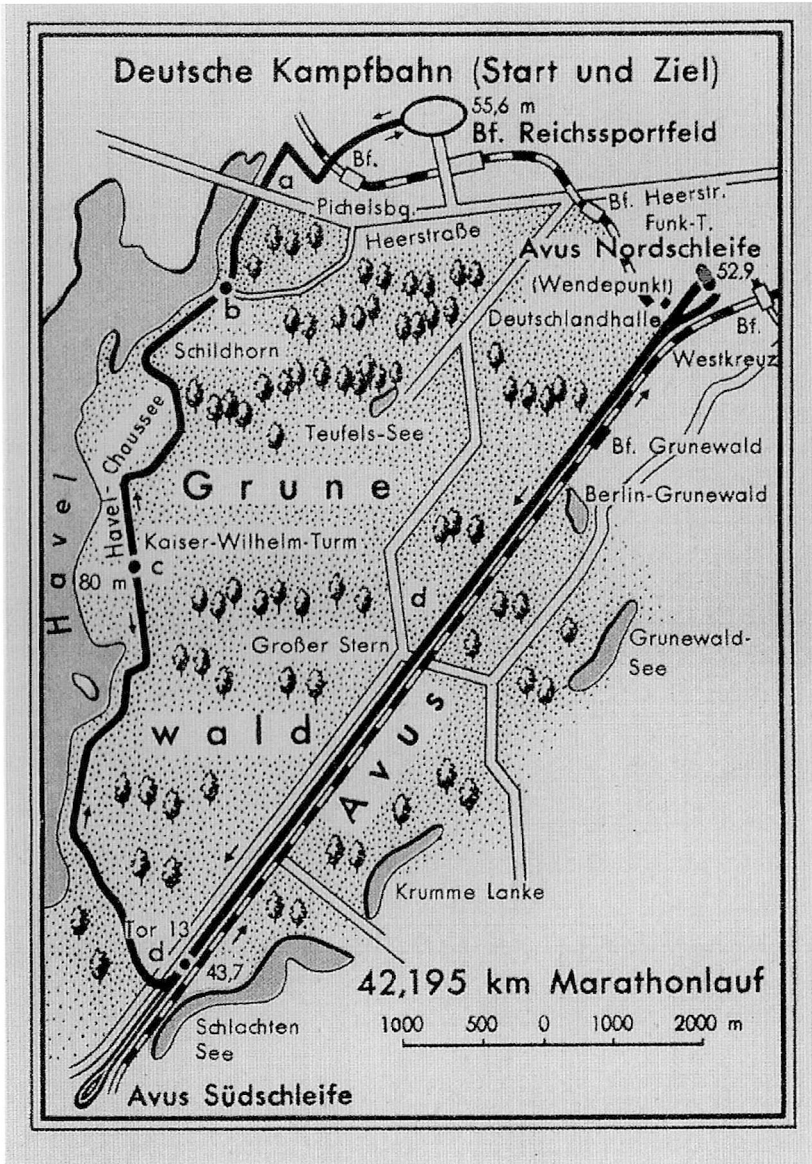 Deutsche Kampfbahn (Start und Ziel)
55,6 m
Bf. Reichssportfeld
Bf.
a
Pichelsbg.
Bf. Heerstr.
Funk-T.
Heerstraße
Avus Nordschleife
52,9
(Wendepunkt)
b
Deutschlandhalle
Bf.
Westkreuz
Schildhorn
Teufels-See
Havel-Chaussee
Bf. Grunewald
Grune
Berlin-Grunewald
Havel
Kaiser-Wilhelm-Turm
80 m
c
d
Großer Stern
Grunewald-
See
wald
Avus
Krumme Lanke
Tor 13
d
43,7
42,195 km Marathonlauf
Schlachten
See
1000 500 0 1000 2000 m
Avus Südschleife